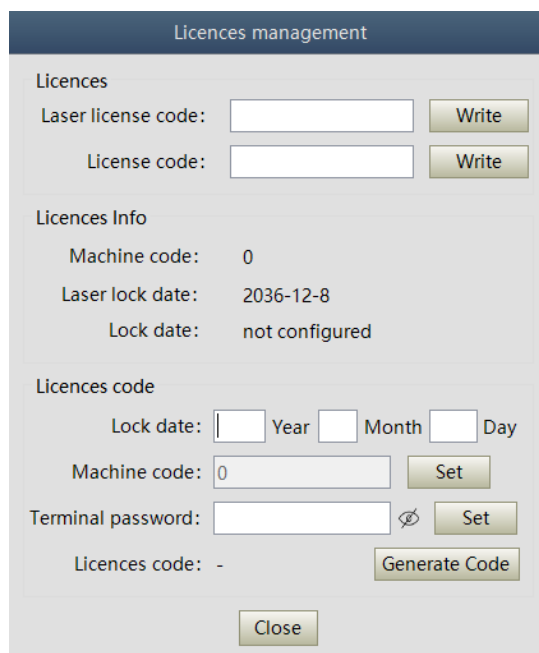 Licences management
Licences
Laser license code: Write
License code: Write
Licences Info
Machine code: 0
Laser lock date: 2036-12-8
Lock date: not configured
Licences code
Lock date: Year Month Day
Machine code: 0 Set
Terminal password: Set
Licences code: - Generate Code
Close